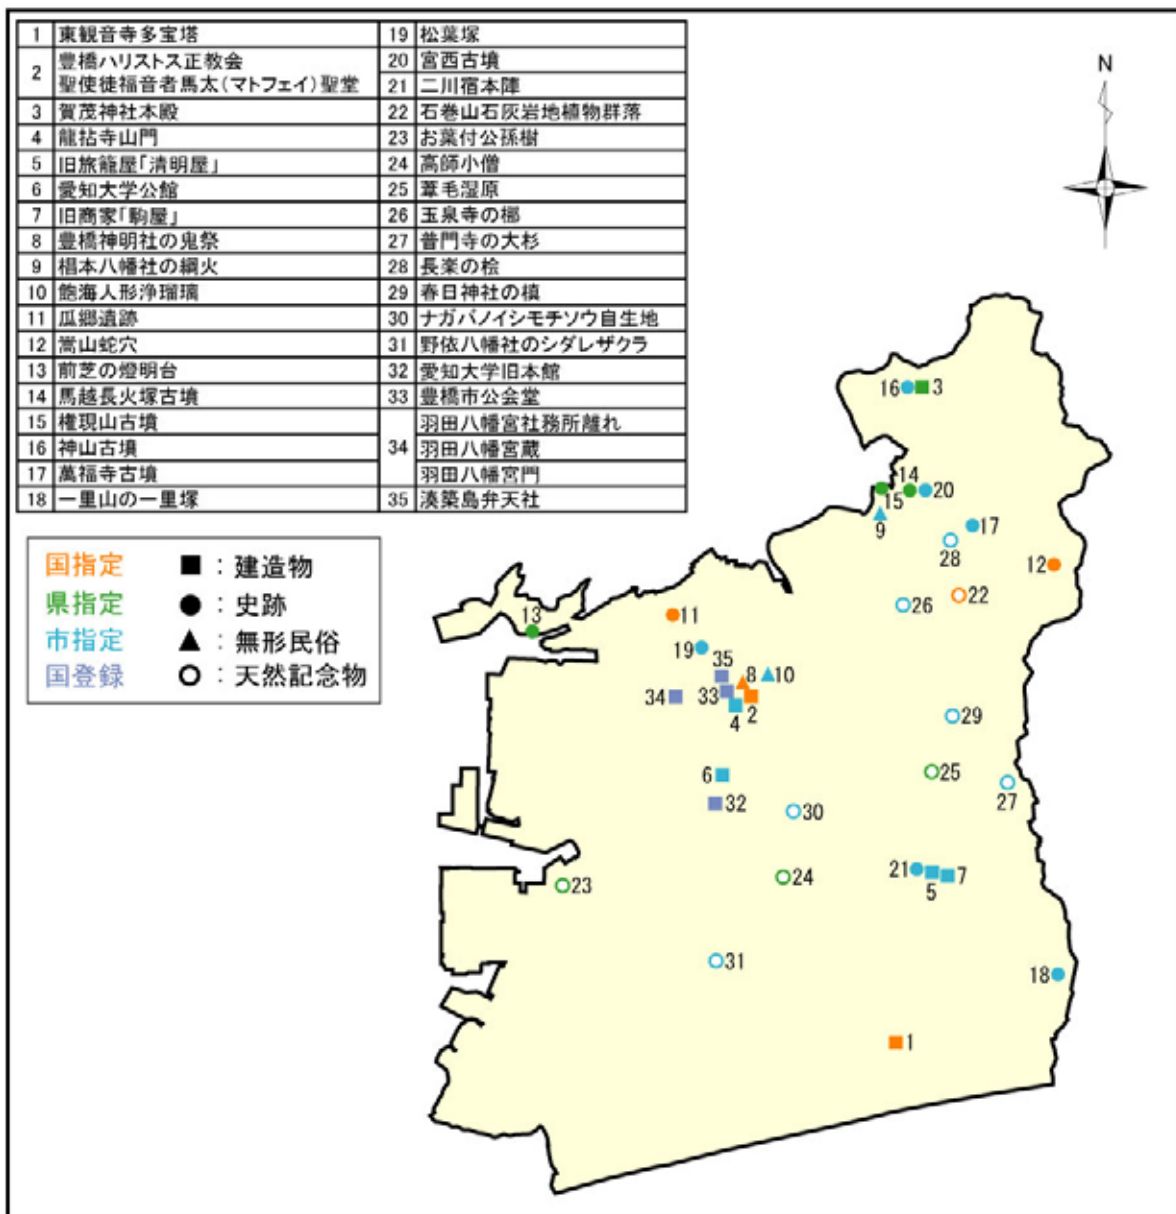 1 東観音寺多宝塔
2 豊橋ハリストス正教会
聖使徒福音者馬太(マトフェイ)聖堂
3 賀茂神社本殿
4 龍拈寺山門
5 旧旅籠屋「清明屋」
6 愛知大学公館
7 旧商家「駒屋」
8 豊橋神明社の鬼祭
9 椙本八幡社の綱火
10 飽海人形浄瑠璃
11 瓜郷遺跡
12 嵩山蛇穴
13 前芝の燈明台
14 馬越長火塚古墳
15 権現山古墳
16 神山古墳
17 萬福寺古墳
18 一里山の一里塚
19 松葉塚
20 宮西古墳
21 二川宿本陣
22 石巻山石灰岩地植物群落
23 お葉付公孫樹
24 高師小僧
25 葦毛湿原
26 玉泉寺の梛
27 普門寺の大杉
28 長楽の桧
29 春日神社の槙
30 ナガバノイシモチソウ自生地
31 野依八幡社のシダレザクラ
32 愛知大学旧本館
33 豊橋市公会堂
34 羽田八幡宮社務所離れ
羽田八幡宮蔵
羽田八幡宮門
35 湊築島弁天社
国指定 ■:建造物
県指定 ●:史跡
市指定 ▲:無形民俗
国登録 ○:天然記念物
N
16 3
14
15 20
9 17
28
12
22
26
13 11
19
35 8 10
34 33
4 2
29
6 25
27
32 30
21 7
5
23 24
31
18
1